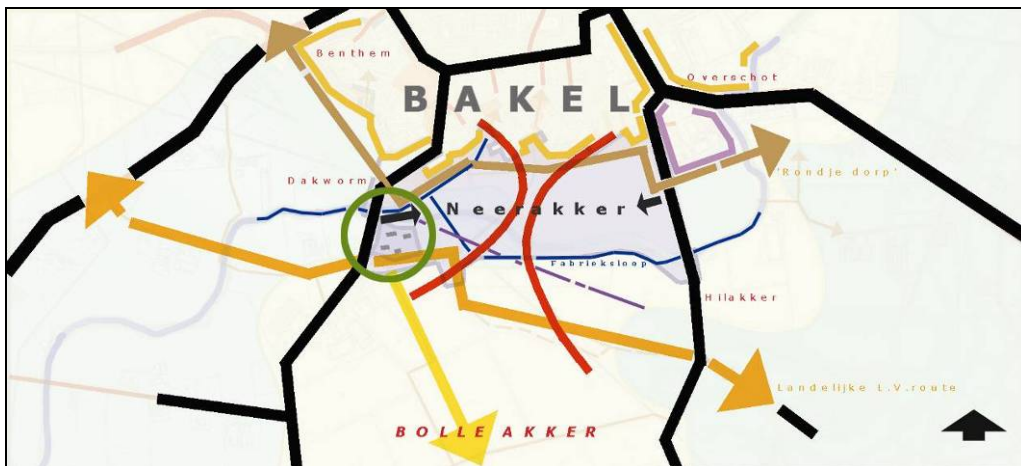 Benthem
Overschot
BAKEL
'Rondje dorp'
Dakworm
Neerakker
Fabrieksloop
Hilakker
Landelijke L.V.route
BOLLE AKKER